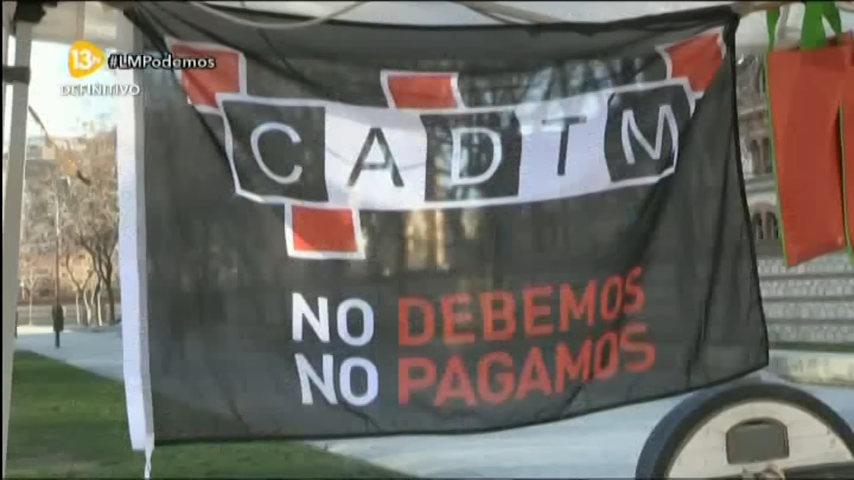 13tv #LMPodemos
DEFINITIVO
CADTM
NO DEBEMOS
NO PAGAMOS